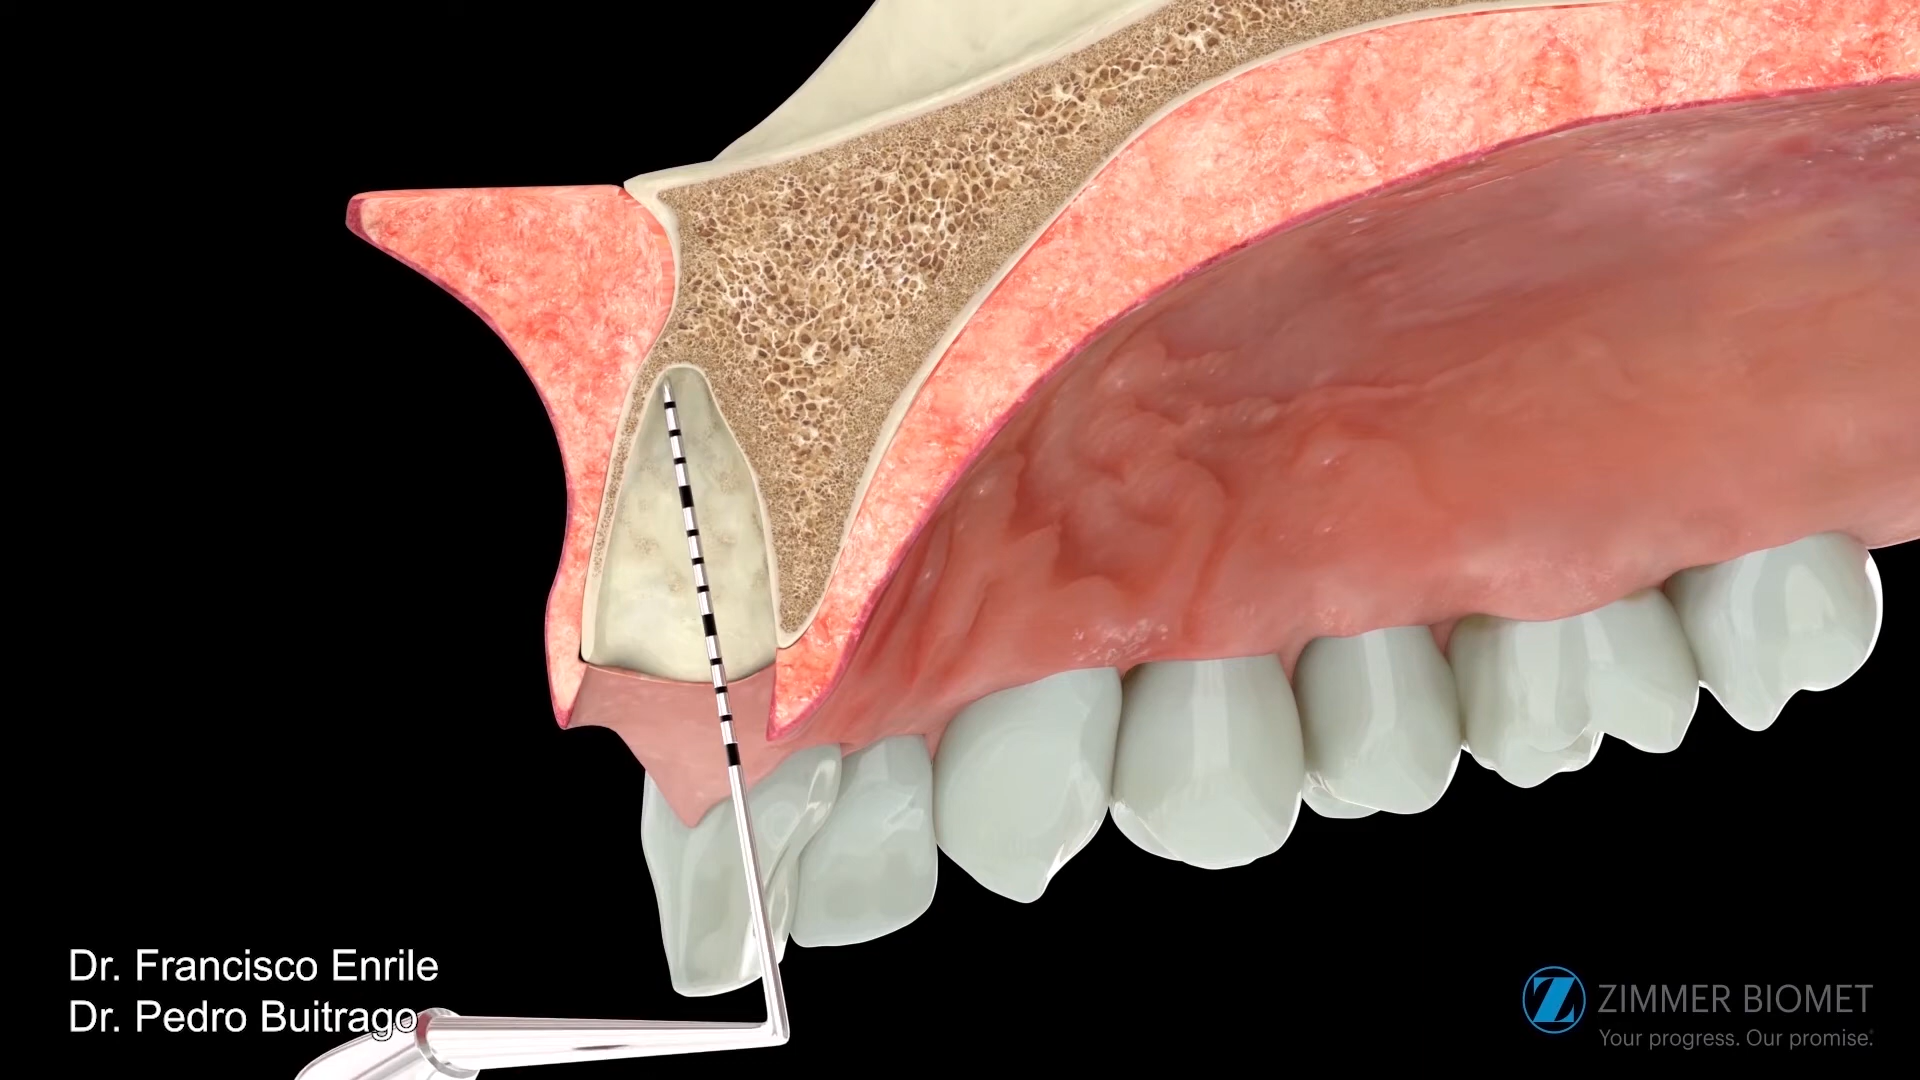 Dr. Francisco Enrile
Dr. Pedro Buitrago
Z ZIMMER BIOMET
Your progress. Our promise.